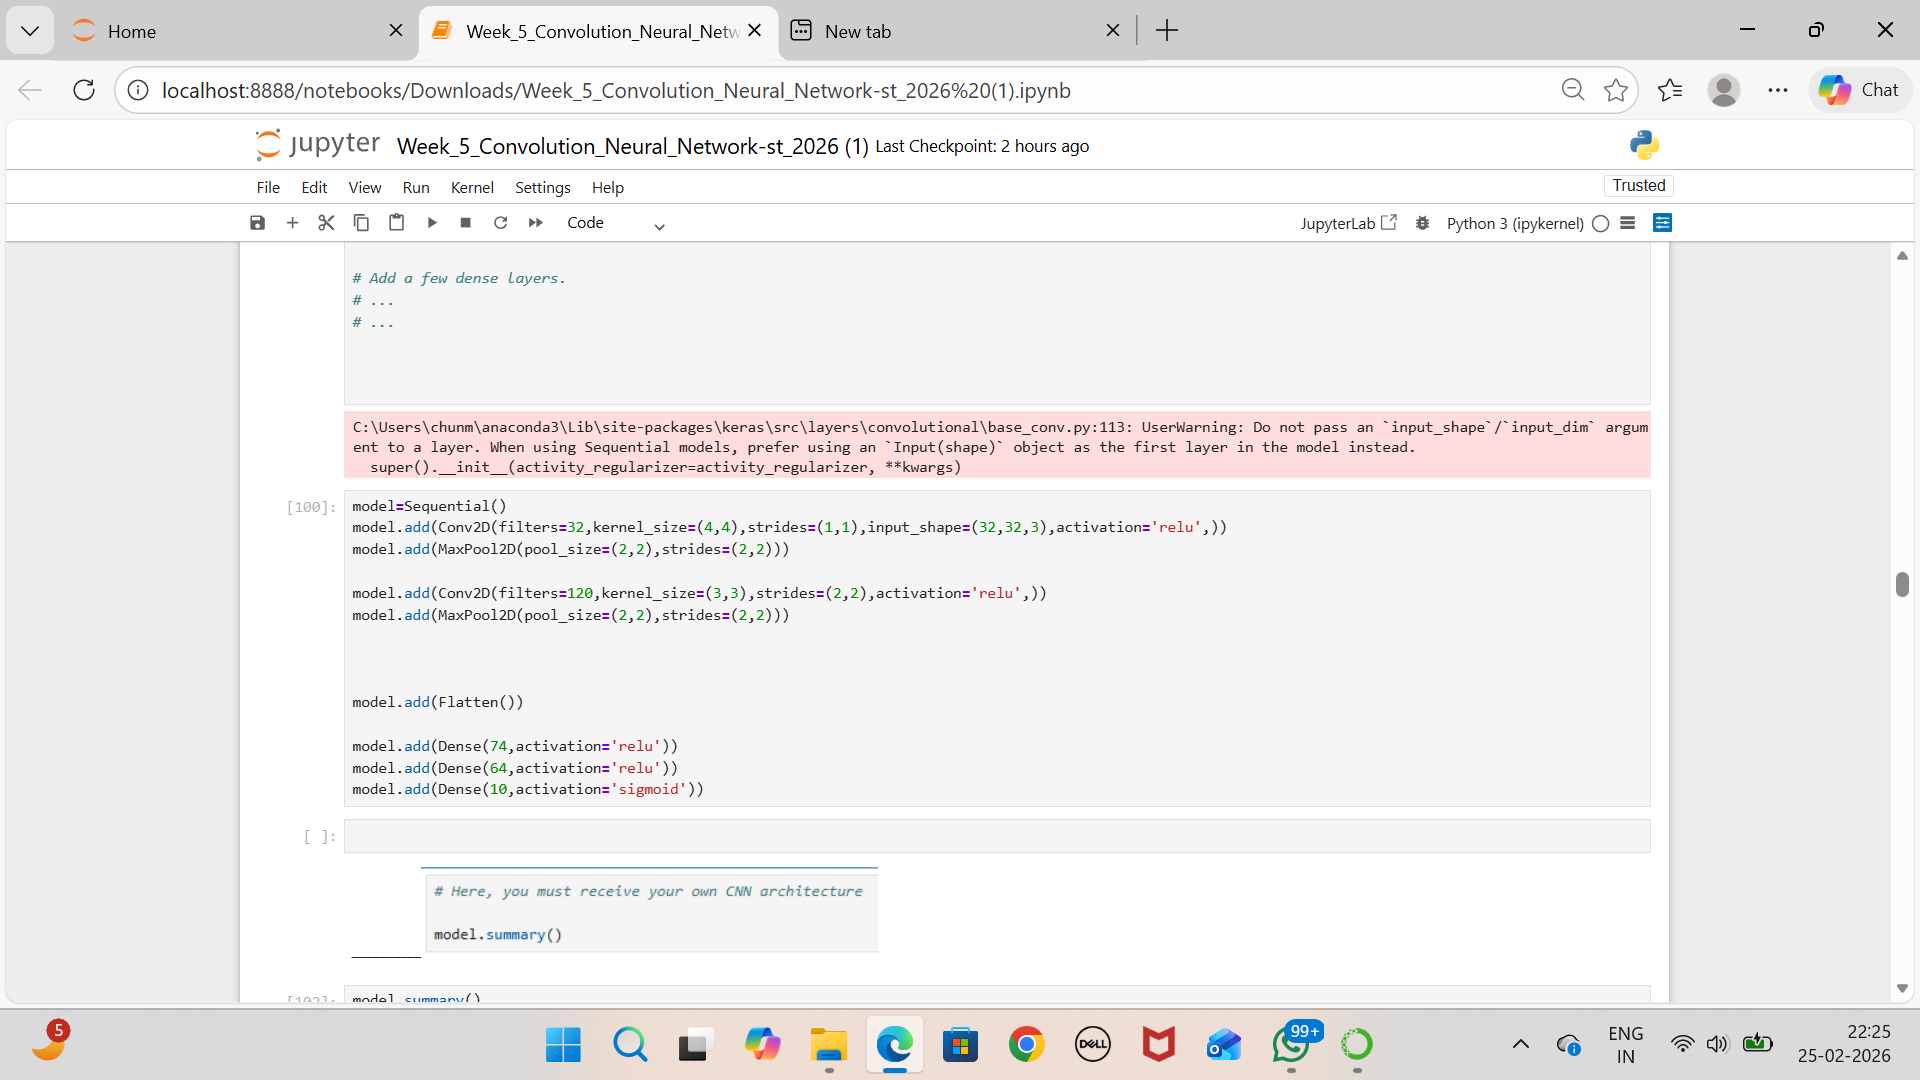 Home
Week_5_Convolution_Neural_Netw
New tab
localhost:8888/notebooks/Downloads/Week_5_Convolution_Neural_Network-st_2026%20(1).ipynb
Chat
jupyter Week_5_Convolution_Neural_Network-st_2026 (1) Last Checkpoint: 2 hours ago
File Edit View Run Kernel Settings Help
Trusted
Code
JupyterLab
Python 3 (ipykernel)
# Add a few dense layers.
# ...
# ...
C:\Users\chunm\anaconda3\Lib\site-packages\keras\src\layers\convolutional\base_conv.py:113: UserWarning: Do not pass an `input_shape`/`input_dim` argum
ent to a layer. When using Sequential models, prefer using an `Input(shape)` object as the first layer in the model instead.
super().__init__(activity_regularizer=activity_regularizer, **kwargs)
[100]:
model=Sequential()
model.add(Conv2D(filters=32,kernel_size=(4,4),strides=(1,1),input_shape=(32,32,3),activation='relu',))
model.add(MaxPool2D(pool_size=(2,2),strides=(2,2)))
model.add(Conv2D(filters=120,kernel_size=(3,3),strides=(2,2),activation='relu',))
model.add(MaxPool2D(pool_size=(2,2),strides=(2,2)))
model.add(Flatten())
model.add(Dense(74,activation='relu'))
model.add(Dense(64,activation='relu'))
model.add(Dense(10,activation='sigmoid'))
[ ]:
# Here, you must receive your own CNN architecture
model.summary()
[102]:
model.summary()
5
DELL
99+
ENG
IN
22:25
25-02-2026